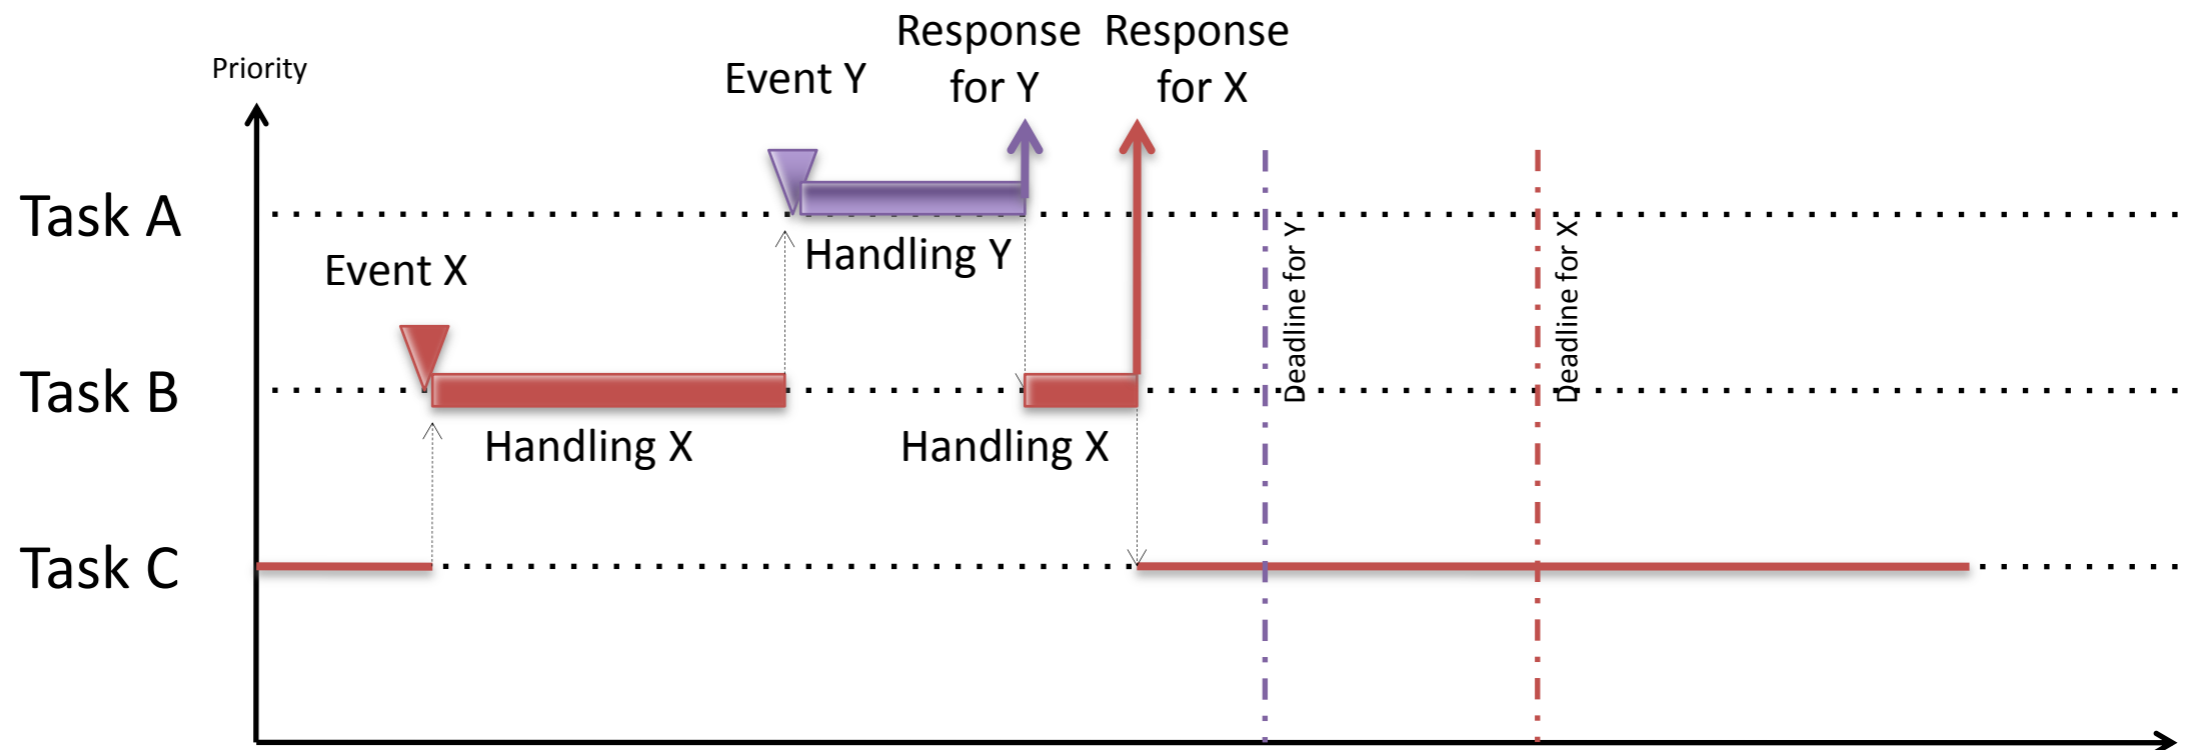 Response Response
for Y for X
Event Y
Priority
Task A
Handling Y
Event X
Deadline for Y
Deadline for X
Task B
Handling X
Handling X
Task C